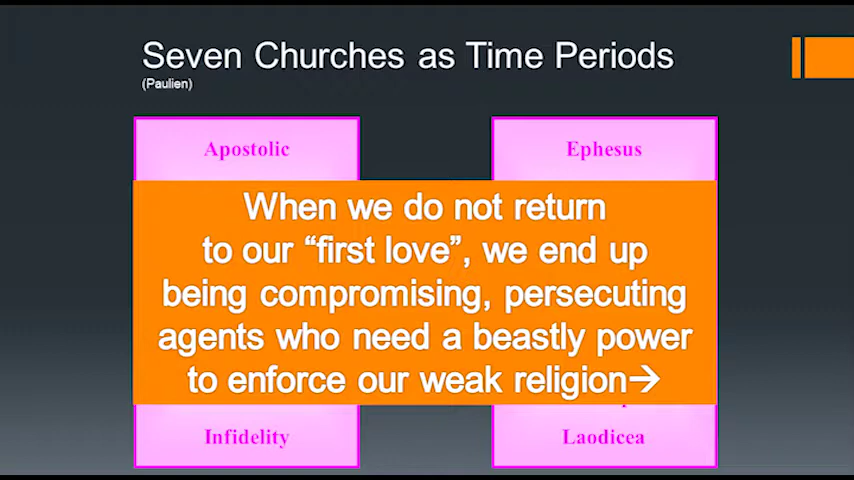 Seven Churches as Time Periods
(Paulien)
Apostolic
Ephesus
When we do not return
to our “first love”, we end up
being compromising, persecuting
agents who need a beastly power
to enforce our weak religion→
Infidelity
Laodicea